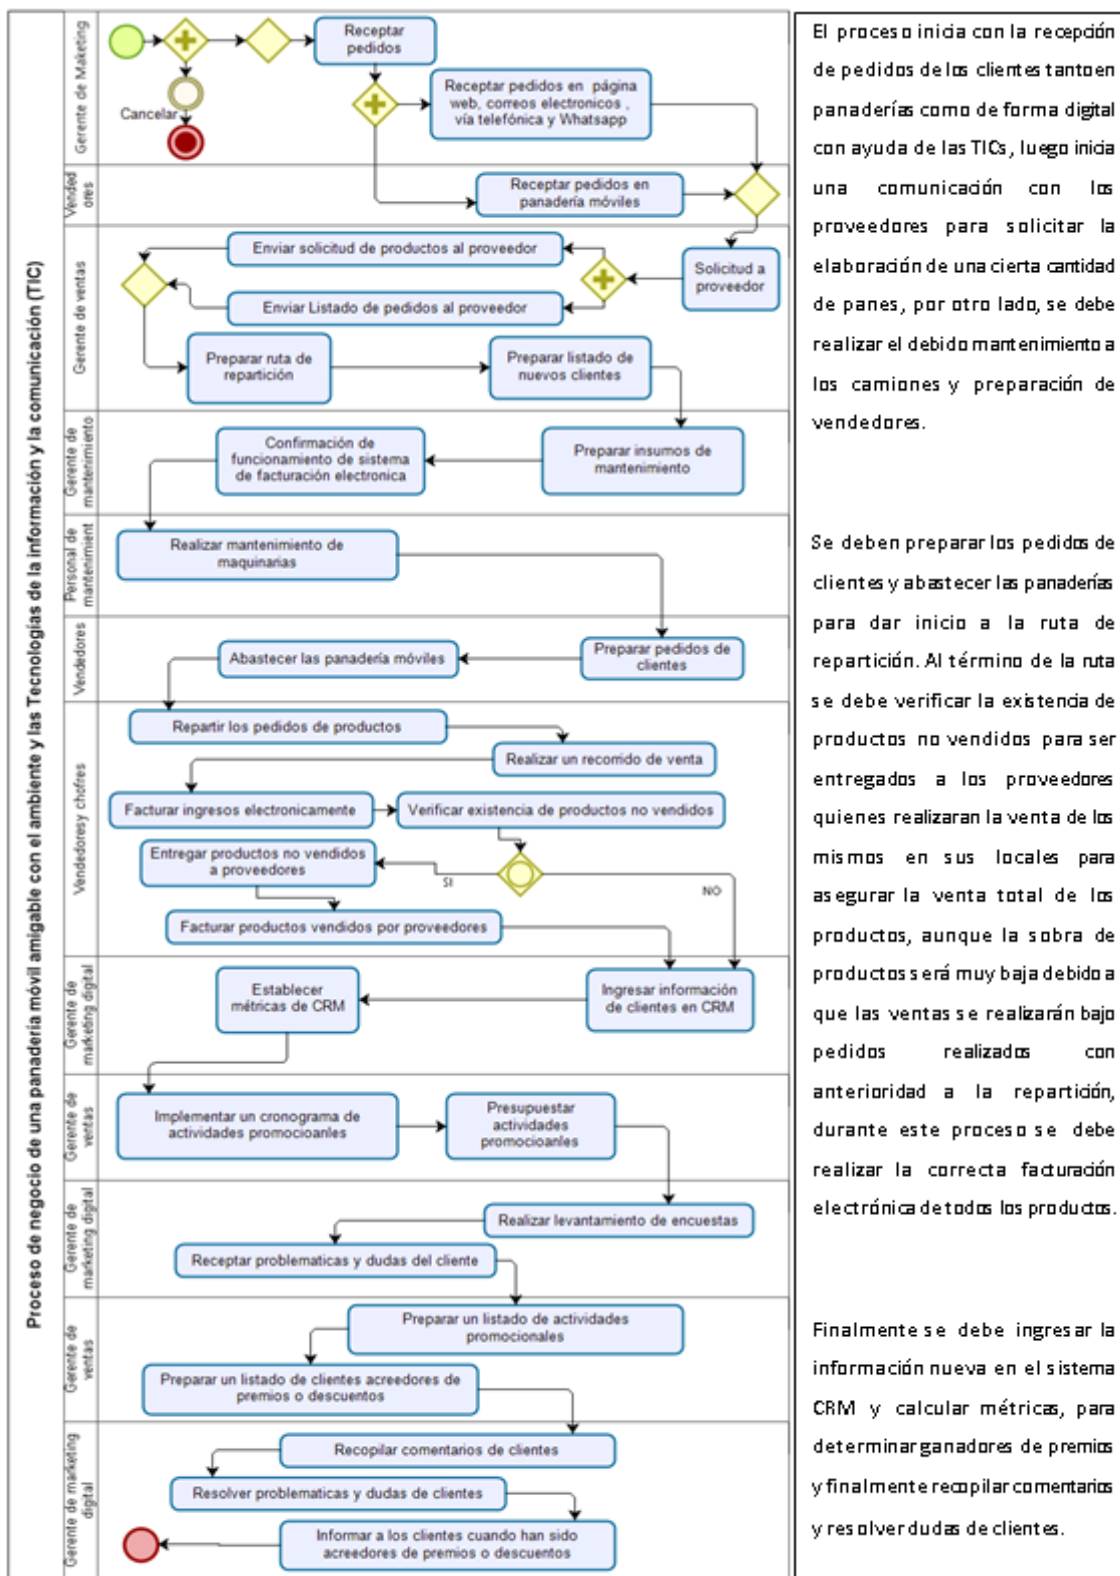 Proceso de negocio de una panadería móvil amigable con el ambiente y las Tecnologías de la información y la comunicación (TIC)
Gerente de Maketing
Receptar
pedidos
Receptar pedidos en página
web, correos electronicos ,
vía telefónica y Whatsapp
Cancelar
Vended
ores
Receptar pedidos en
panadería móviles
Gerente de ventas
Enviar solicitud de productos al proveedor
Solicitud a
proveedor
Enviar Listado de pedidos al proveedor
Preparar ruta de
repartición
Preparar listado de
nuevos clientes
Gerente de
mantenimiento
Confirmación de
funcionamiento de sistema
de facturación electronica
Preparar insumos de
mantenimiento
Personal de
mantenimient
Realizar mantenimiento de
maquinarias
Vendedores
Abastecer las panadería móviles
Preparar pedidos de
clientes
Vendedoresy chofres
Repartir los pedidos de productos
Realizar un recorrido de venta
Facturar ingresos electronicamente
Verificar existencia de productos no vendidos
Entregar productos no vendidos
a proveedores
SI
NO
Facturar productos vendidos por proveedores
Gerente de
marketing digital
Establecer
métricas de CRM
Ingresar información
de clientes en CRM
Gerente de
ventas
Implementar un cronograma de
actividades promocioanles
Presupuestar
actividades
promocioanles
Gerente de
marketing digital
Realizar levantamiento de encuestas
Receptar problematicas y dudas del cliente
Gerente de
ventas
Preparar un listado de actividades
promocionales
Preparar un listado de clientes acreedores de
premios o descuentos
Gerente de marketing
digital
Recopilar comentarios de clientes
Resolver problematicas y dudas de clientes
Informar a los clientes cuando han sido
acreedores de premios o descuentos
El proceso inicia con la recepción
de pedidos de los clientes tanto en
panaderías como de forma digital
con ayuda de las TICs, luego inicia
una comunicación con los
proveedores para solicitar la
elaboración de una cierta cantidad
de panes, por otro lado, se debe
realizar el debido mantenimiento a
los camiones y preparación de
vendedores.
Se deben preparar los pedidos de
clientes y abastecer las panaderías
para dar inicio a la ruta de
repartición. Al término de la ruta
se debe verificar la existencia de
productos no vendidos para ser
entregados a los proveedores
quienes realizaran la venta de los
mismos en sus locales para
asegurar la venta total de los
productos, aunque la sobra de
productos será muy baja debido a
que las ventas se realizarán bajo
pedidos realizados con
anterioridad a la repartición,
durante este proceso se debe
realizar la correcta facturación
electrónica de todos los productos.
Finalmente se debe ingresar la
información nueva en el sistema
CRM y calcular métricas, para
determinar ganadores de premios
y finalmente recopilar comentarios
y resolver dudas de clientes.